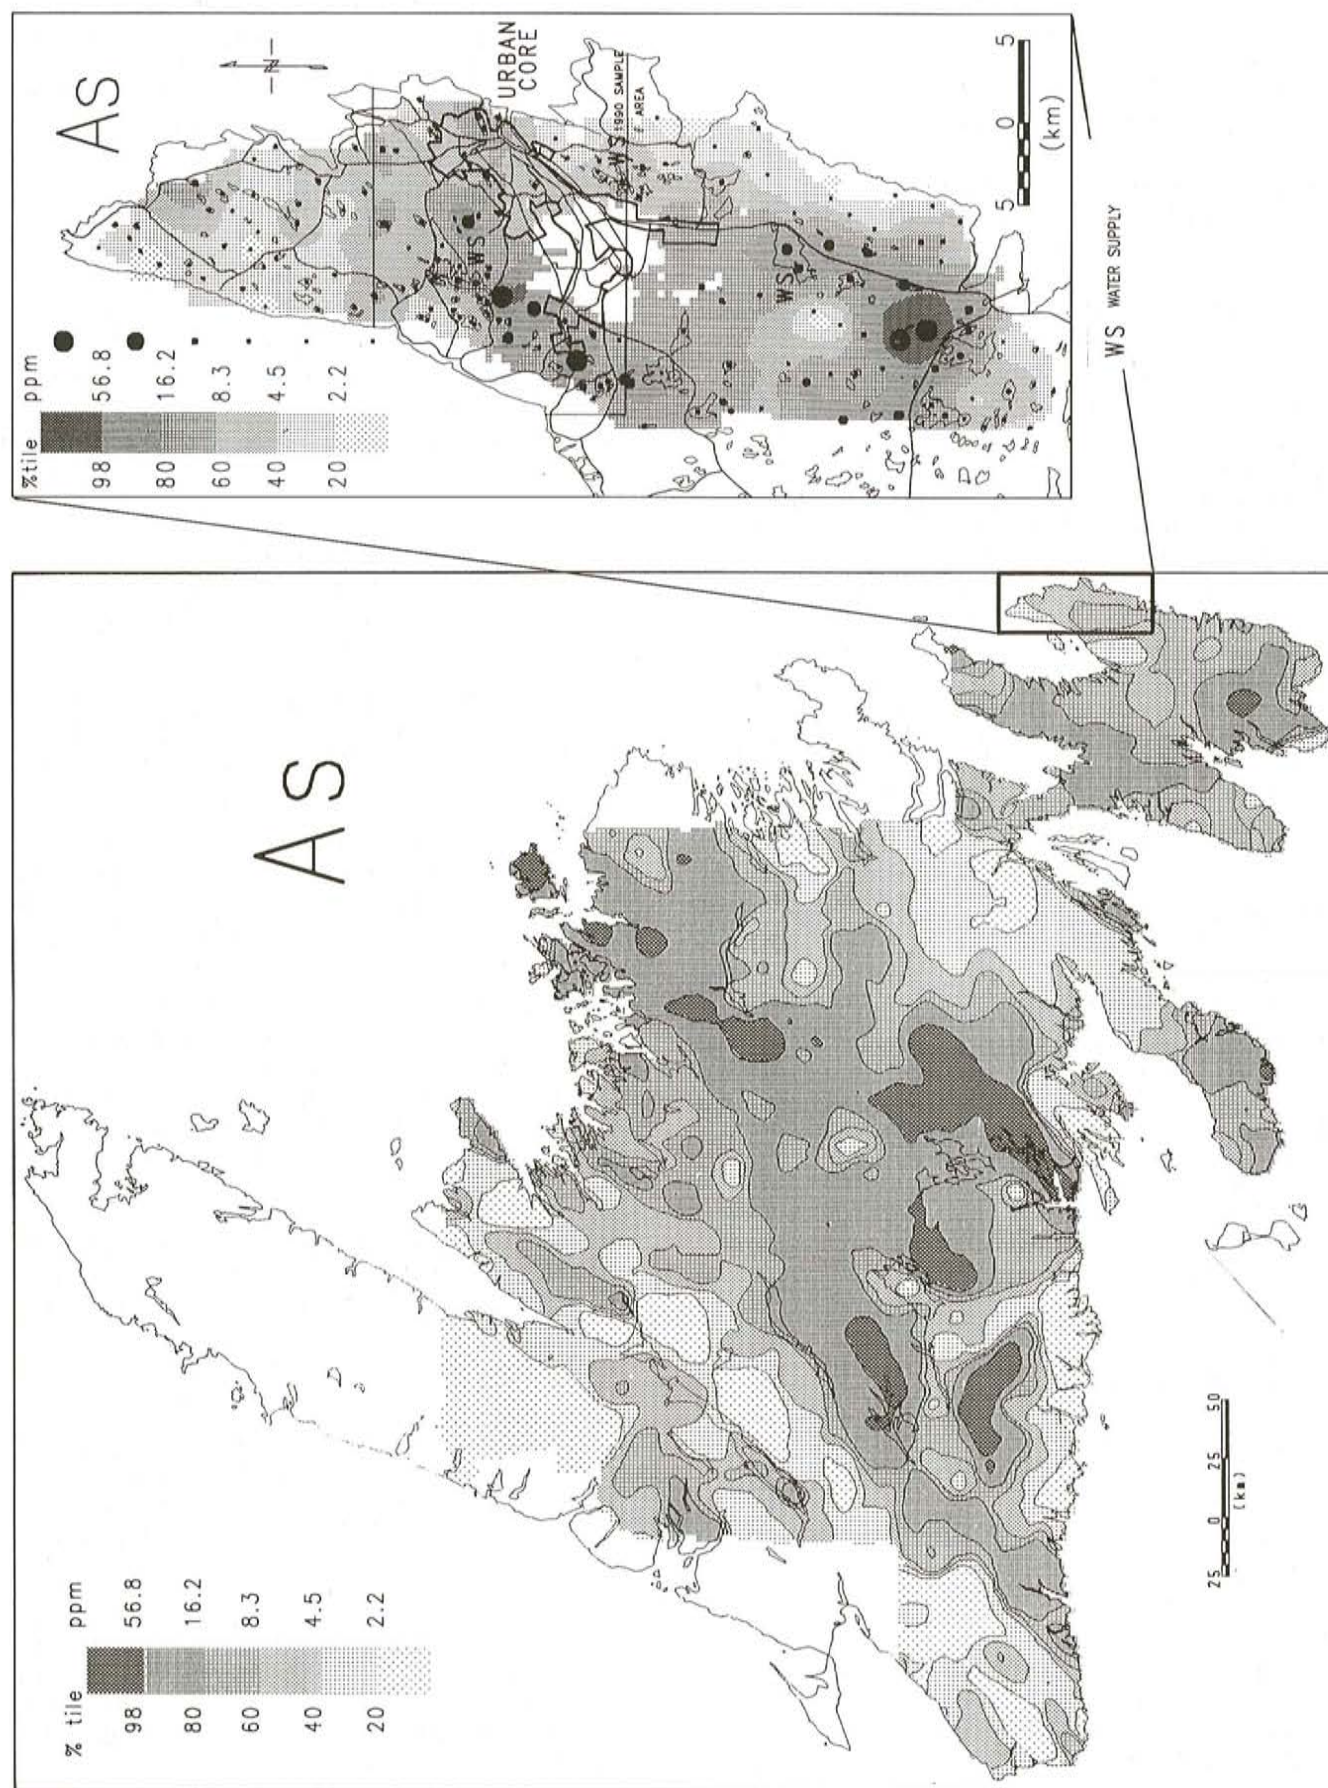 As
-N-
URBAN
CORE
WS 1990 SAMPLE
AREA
WS
WS
5 0 5
(km)
WS WATER SUPPLY
%tile ppm
98 56.8
80 16.2
60 8.3
40 4.5
20 2.2
As
% tile ppm
98 56.8
80 16.2
60 8.3
40 4.5
20 2.2
25 0 25 50
(km)